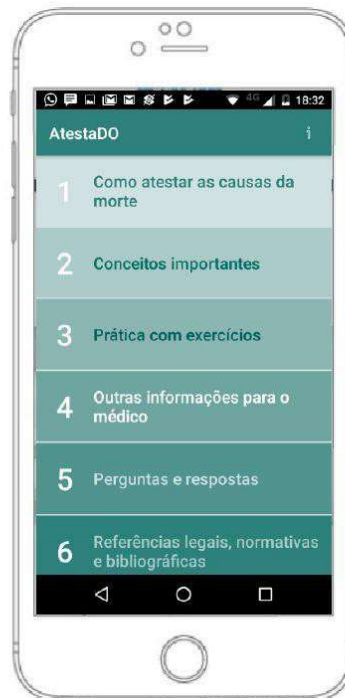 4G 18:32
AtestaDO i
1 Como atestar as causas da
morte
2 Conceitos importantes
3 Prática com exercícios
4 Outras informações para o
médico
5 Perguntas e respostas
6 Referências legais, normativas
e bibliográficas